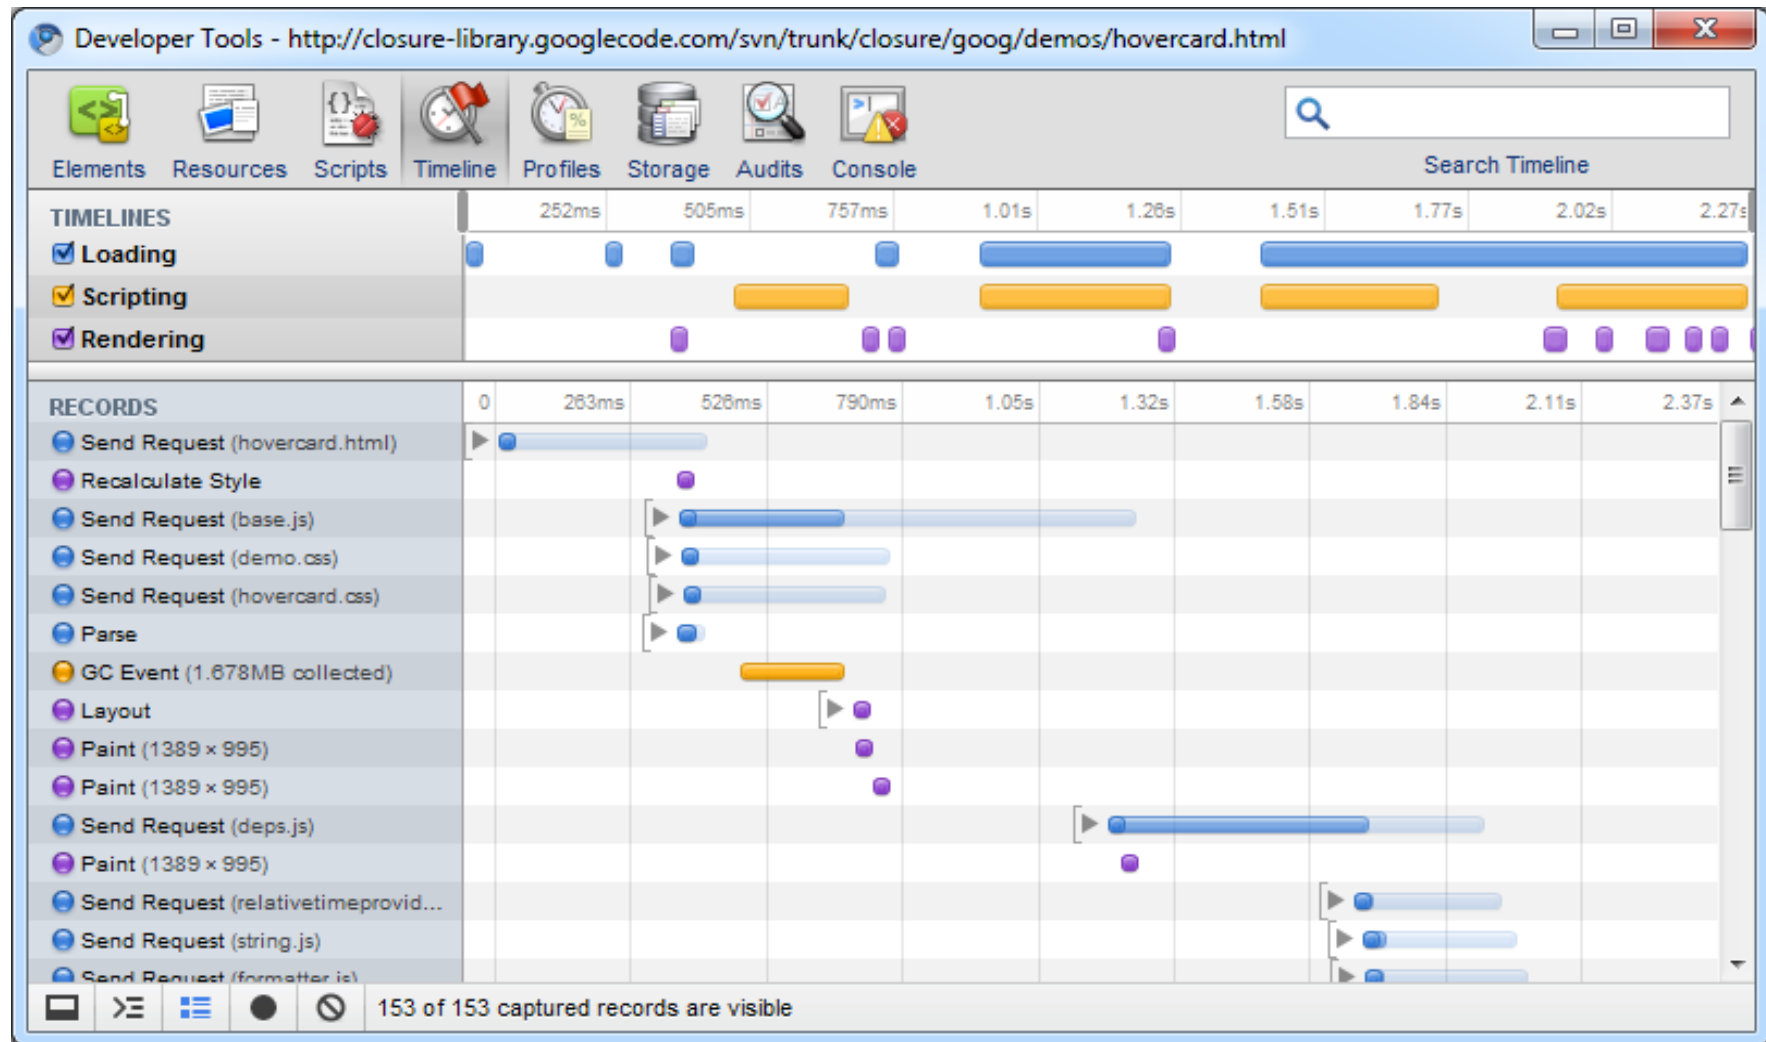 Developer Tools - http://closure-library.googlecode.com/svn/trunk/closure/goog/demos/hovercard.html
Elements Resources Scripts Timeline Profiles Storage Audits Console Search Timeline
TIMELINES 252ms 505ms 757ms 1.01s 1.26s 1.51s 1.77s 2.02s 2.27s
Loading
Scripting
Rendering
RECORDS 0 263ms 526ms 790ms 1.05s 1.32s 1.58s 1.84s 2.11s 2.37s
Send Request (hovercard.html)
Recalculate Style
Send Request (base.js)
Send Request (demo.css)
Send Request (hovercard.css)
Parse
GC Event (1.678MB collected)
Layout
Paint (1389 × 995)
Paint (1389 × 995)
Send Request (deps.js)
Paint (1389 × 995)
Send Request (relativetimeprovid...
Send Request (string.js)
Send Request (formatter.js)
153 of 153 captured records are visible